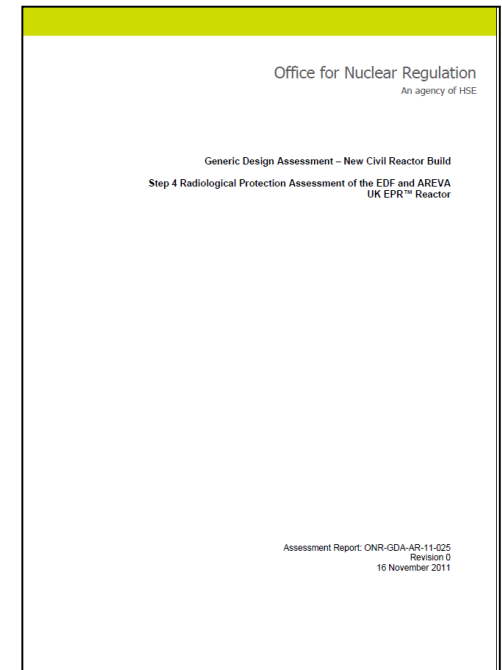 Office for Nuclear Regulation
An agency of HSE
Generic Design Assessment – New Civil Reactor Build
Step 4 Radiological Protection Assessment of the EDF and AREVA
UK EPR™ Reactor
Assessment Report: ONR-GDA-AR-11-025
Revision 0
16 November 2011